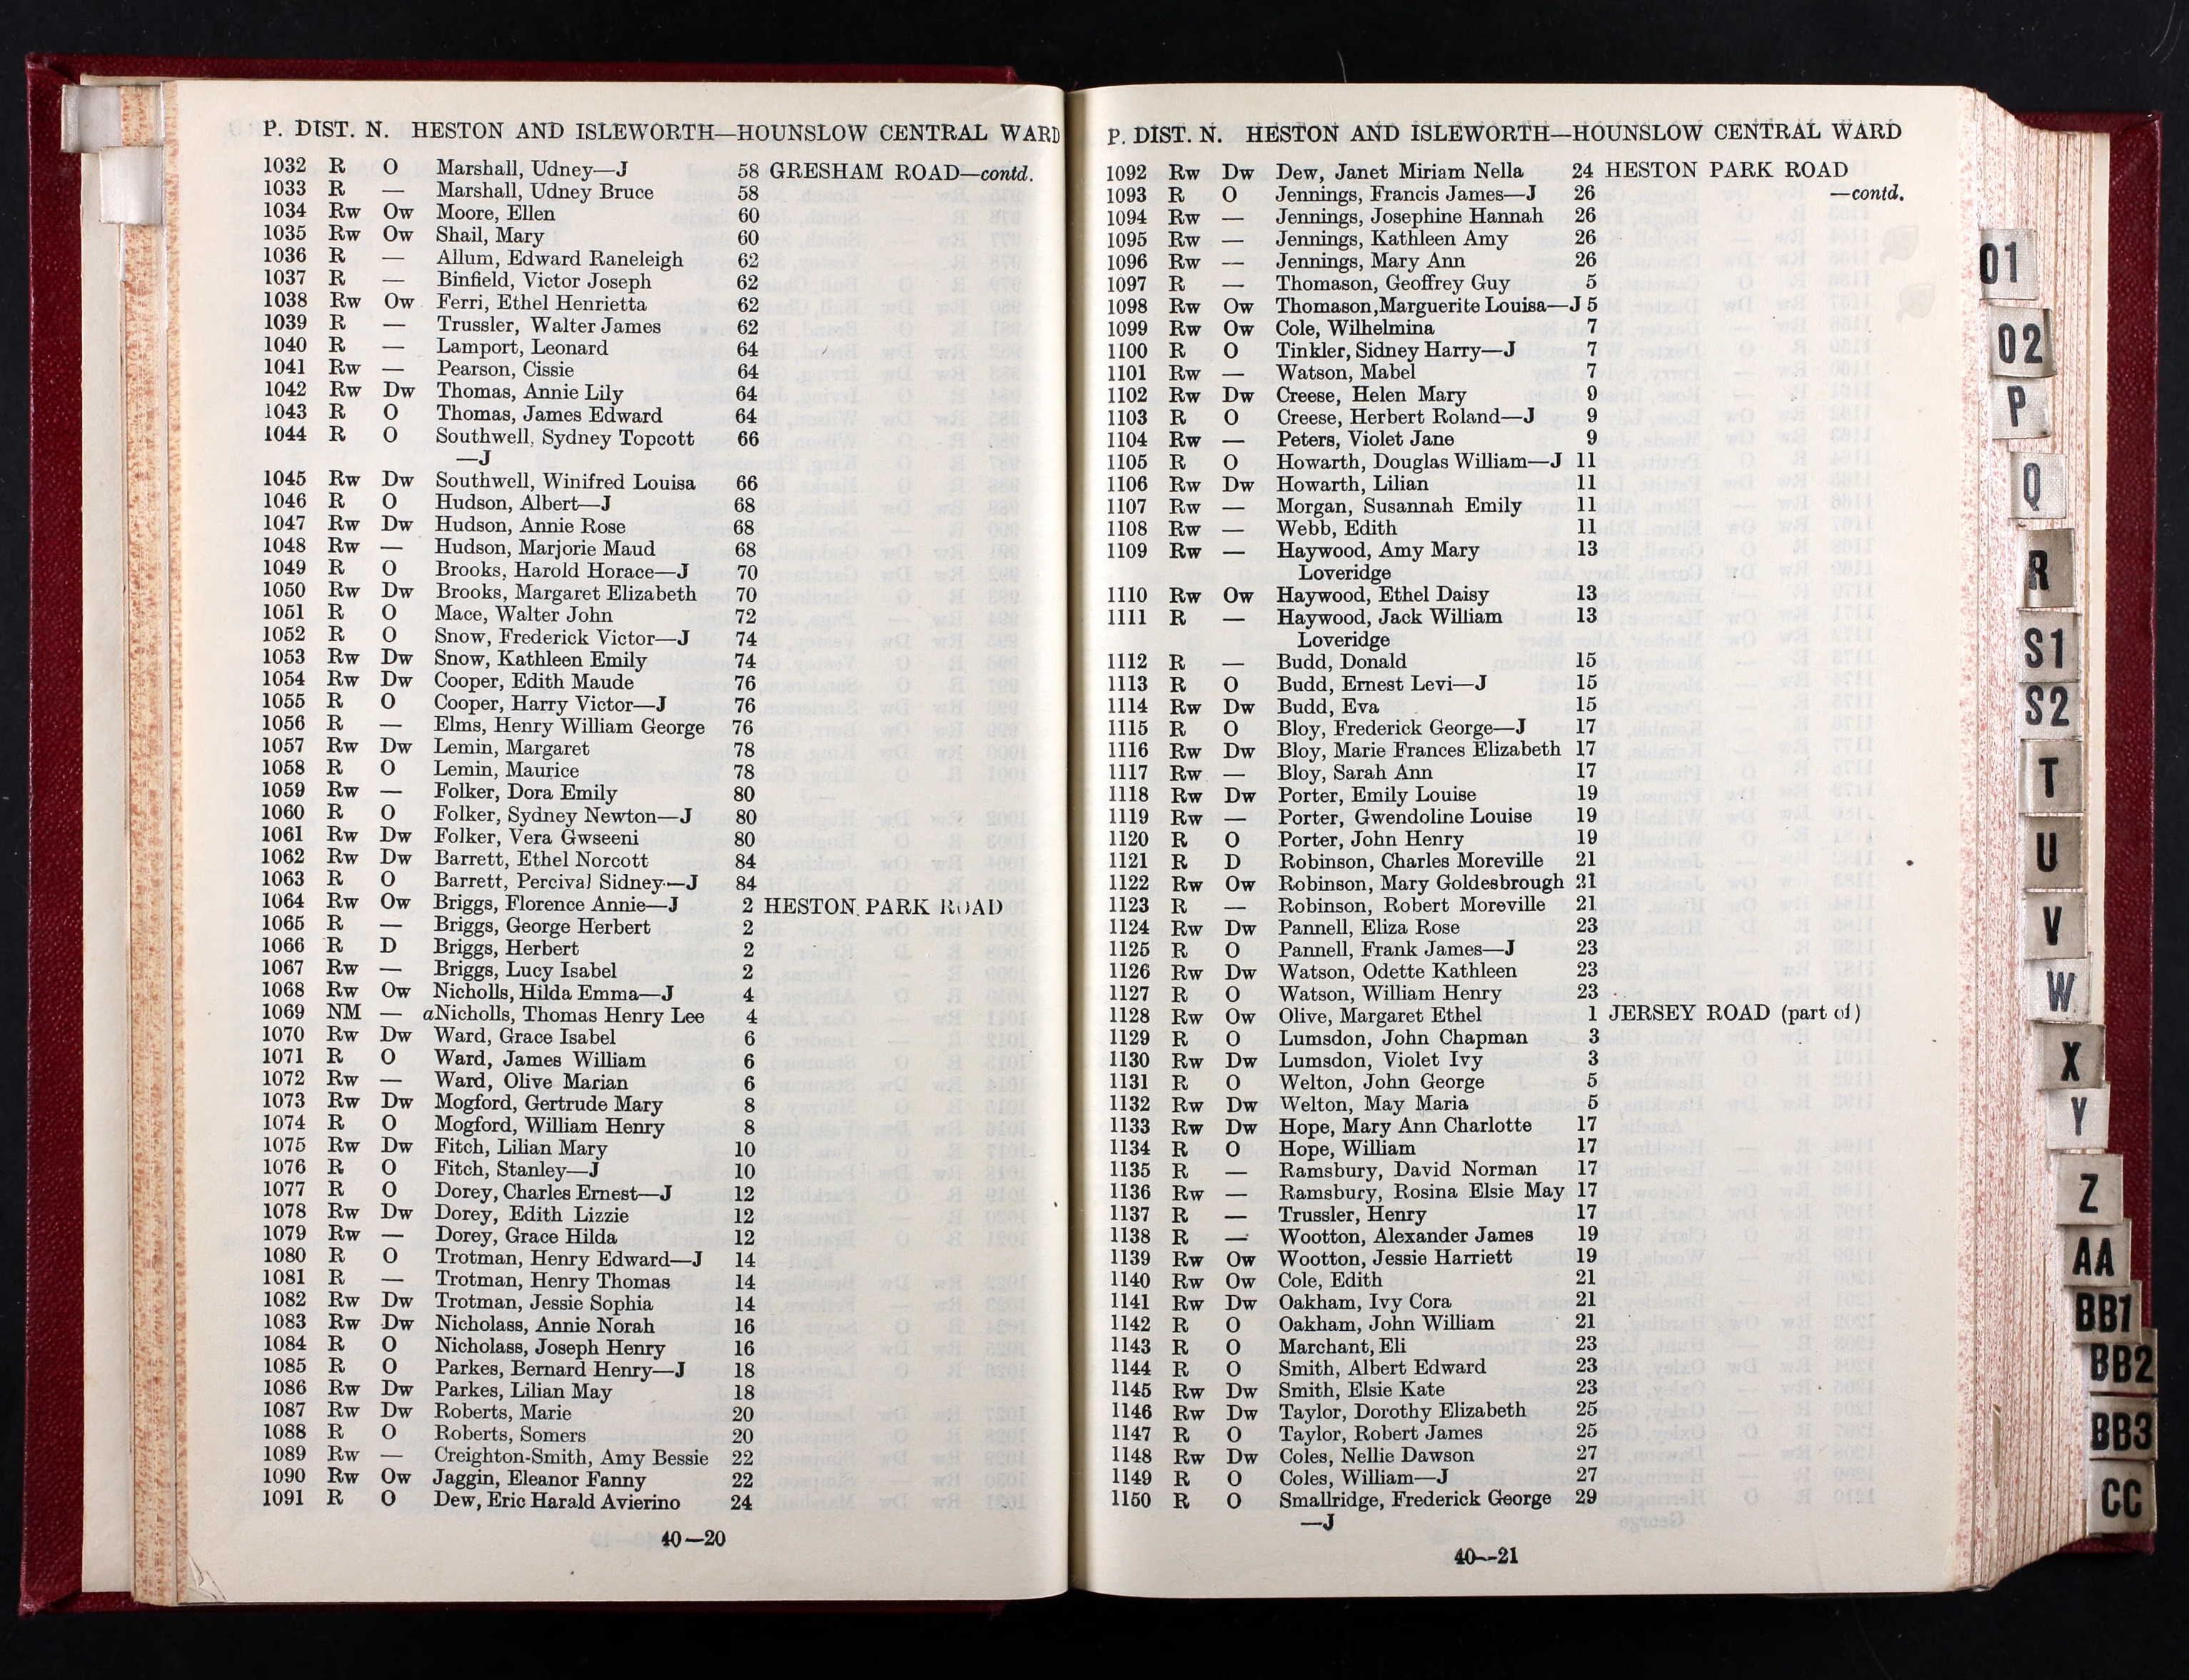 P. DIST. N. HESTON AND ISLEWORTH—HOUNSLOW CENTRAL WARD
1032 R O Marshall, Udney—J 58 GRESHAM ROAD—contd.
1033 R — Marshall, Udney Bruce 58
1034 Rw Ow Moore, Ellen 60
1035 Rw Ow Shail, Mary 60
1036 R — Allum, Edward Raneleigh 62
1037 R — Binfield, Victor Joseph 62
1038 Rw Ow Ferri, Ethel Henrietta 62
1039 R — Trussler, Walter James 62
1040 R — Lamport, Leonard 64
1041 Rw — Pearson, Cissie 64
1042 Rw Dw Thomas, Annie Lily 64
1043 R O Thomas, James Edward 64
1044 R O Southwell, Sydney Topcott 66
—J
1045 Rw Dw Southwell, Winifred Louisa 66
1046 R O Hudson, Albert—J 68
1047 Rw Dw Hudson, Annie Rose 68
1048 Rw — Hudson, Marjorie Maud 68
1049 R O Brooks, Harold Horace—J 70
1050 Rw Dw Brooks, Margaret Elizabeth 70
1051 R O Mace, Walter John 72
1052 R O Snow, Frederick Victor—J 74
1053 Rw Dw Snow, Kathleen Emily 74
1054 Rw Dw Cooper, Edith Maude 76
1055 R O Cooper, Harry Victor—J 76
1056 R — Elms, Henry William George 76
1057 Rw Dw Lemin, Margaret 78
1058 R O Lemin, Maurice 78
1059 Rw — Folker, Dora Emily 80
1060 R O Folker, Sydney Newton—J 80
1061 Rw Dw Folker, Vera Gwseeni 80
1062 Rw Dw Barrett, Ethel Norcott 84
1063 R O Barrett, Percival Sidney—J 84
1064 Rw Ow Briggs, Florence Annie—J 2 HESTON PARK ROAD
1065 R — Briggs, George Herbert 2
1066 R D Briggs, Herbert 2
1067 Rw — Briggs, Lucy Isabel 2
1068 Rw Ow Nicholls, Hilda Emma—J 4
1069 NM — aNicholls, Thomas Henry Lee 4
1070 Rw Dw Ward, Grace Isabel 6
1071 R O Ward, James William 6
1072 Rw — Ward, Olive Marian 6
1073 Rw Dw Mogford, Gertrude Mary 8
1074 R O Mogford, William Henry 8
1075 Rw Dw Fitch, Lilian Mary 10
1076 R O Fitch, Stanley—J 10
1077 R O Dorey, Charles Ernest—J 12
1078 Rw Dw Dorey, Edith Lizzie 12
1079 Rw — Dorey, Grace Hilda 12
1080 R O Trotman, Henry Edward—J 14
1081 R — Trotman, Henry Thomas 14
1082 Rw Dw Trotman, Jessie Sophia 14
1083 Rw Dw Nicholass, Annie Norah 16
1084 R O Nicholass, Joseph Henry 16
1085 R O Parkes, Bernard Henry—J 18
1086 Rw Dw Parkes, Lilian May 18
1087 Rw Dw Roberts, Marie 20
1088 R O Roberts, Somers 20
1089 Rw — Creighton-Smith, Amy Bessie 22
1090 Rw Ow Jaggin, Eleanor Fanny 22
1091 R O Dew, Eric Harald Avierino 24
40—20
P. DIST. N. HESTON AND ISLEWORTH—HOUNSLOW CENTRAL WARD
1092 Rw Dw Dew, Janet Miriam Nella 24 HESTON PARK ROAD
1093 R O Jennings, Francis James—J 26 —contd.
1094 Rw — Jennings, Josephine Hannah 26
1095 Rw — Jennings, Kathleen Amy 26
1096 Rw — Jennings, Mary Ann 26
1097 R — Thomason, Geoffrey Guy 5
1098 Rw Ow Thomason,Marguerite Louisa—J 5
1099 Rw Ow Cole, Wilhelmina 7
1100 R O Tinkler, Sidney Harry—J 7
1101 Rw — Watson, Mabel 7
1102 Rw Dw Creese, Helen Mary 9
1103 R O Creese, Herbert Roland—J 9
1104 Rw — Peters, Violet Jane 9
1105 R O Howarth, Douglas William—J 11
1106 Rw Dw Howarth, Lilian 11
1107 Rw — Morgan, Susannah Emily 11
1108 Rw — Webb, Edith 11
1109 Rw — Haywood, Amy Mary 13
Loveridge
1110 Rw Ow Haywood, Ethel Daisy 13
1111 R — Haywood, Jack William 13
Loveridge
1112 R — Budd, Donald 15
1113 R O Budd, Ernest Levi—J 15
1114 Rw Dw Budd, Eva 15
1115 R O Bloy, Frederick George—J 17
1116 Rw Dw Bloy, Marie Frances Elizabeth 17
1117 Rw — Bloy, Sarah Ann 17
1118 Rw Dw Porter, Emily Louise 19
1119 Rw — Porter, Gwendoline Louise 19
1120 R O Porter, John Henry 19
1121 R D Robinson, Charles Moreville 21
1122 Rw Ow Robinson, Mary Goldesbrough 21
1123 R — Robinson, Robert Moreville 21
1124 Rw Dw Pannell, Eliza Rose 23
1125 R O Pannell, Frank James—J 23
1126 Rw Dw Watson, Odette Kathleen 23
1127 R O Watson, William Henry 23
1128 Rw Ow Olive, Margaret Ethel 1 JERSEY ROAD (part of)
1129 R O Lumsdon, John Chapman 3
1130 Rw Dw Lumsdon, Violet Ivy 3
1131 R O Welton, John George 5
1132 Rw Dw Welton, May Maria 5
1133 Rw Dw Hope, Mary Ann Charlotte 17
1134 R O Hope, William 17
1135 R — Ramsbury, David Norman 17
1136 Rw — Ramsbury, Rosina Elsie May 17
1137 R — Trussler, Henry 17
1138 R — Wootton, Alexander James 19
1139 Rw Ow Wootton, Jessie Harriett 19
1140 Rw Ow Cole, Edith 21
1141 Rw Dw Oakham, Ivy Cora 21
1142 R O Oakham, John William 21
1143 R O Marchant, Eli 23
1144 R O Smith, Albert Edward 23
1145 Rw Dw Smith, Elsie Kate 23
1146 Rw Dw Taylor, Dorothy Elizabeth 25
1147 R O Taylor, Robert James 25
1148 Rw Dw Coles, Nellie Dawson 27
1149 R O Coles, William—J 27
1150 R O Smallridge, Frederick George 29
—J
40--21
01
02
P
Q
R
S1
S2
T
U
V
W
X
Y
Z
AA
BB1
BB2
BB3
CC